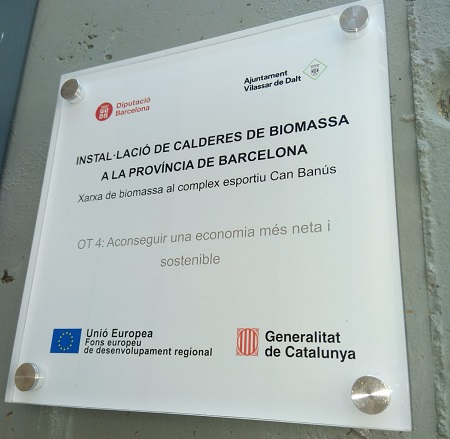 Diputació
Barcelona
Ajuntament
Vilassar de Dalt
INSTAL·LACIÓ DE CALDERES DE BIOMASSA
A LA PROVÍNCIA DE BARCELONA
Xarxa de biomassa al complex esportiu Can Banús
OT 4: Aconseguir una economia més neta i
sostenible
Unió Europea
Fons europeu
de desenvolupament regional
Generalitat
de Catalunya